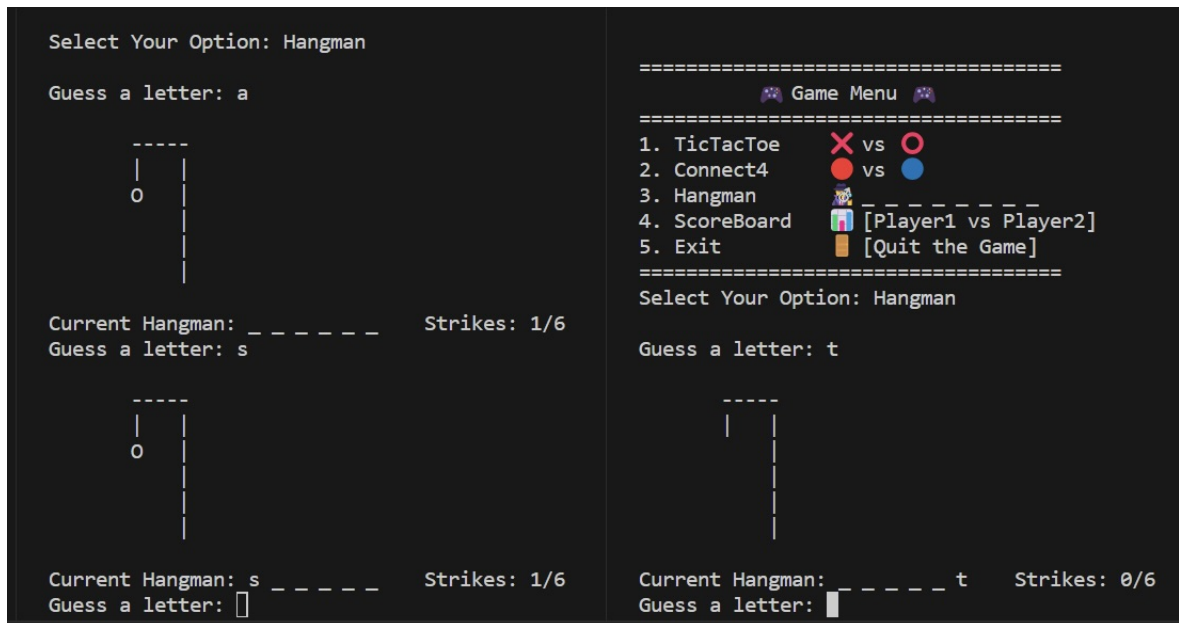 Select Your Option: Hangman
Guess a letter: a
-----
|   |
O   |
|
|
|
Current Hangman: _ _ _ _ _ _    Strikes: 1/6
Guess a letter: s
-----
|   |
O   |
|
|
|
Current Hangman: s _ _ _ _ _    Strikes: 1/6
Guess a letter:
===================================
🎮 Game Menu 🎮
===================================
1. TicTacToe    ❌ vs ⭕
2. Connect4    🔴 vs 🔵
3. Hangman    🕵️ _ _ _ _ _ _ _ _
4. ScoreBoard    📊 [Player1 vs Player2]
5. Exit    🚪 [Quit the Game]
===================================
Select Your Option: Hangman
Guess a letter: t
-----
|   |
|
|
|
|
Current Hangman: _ _ _ _ _ t    Strikes: 0/6
Guess a letter: